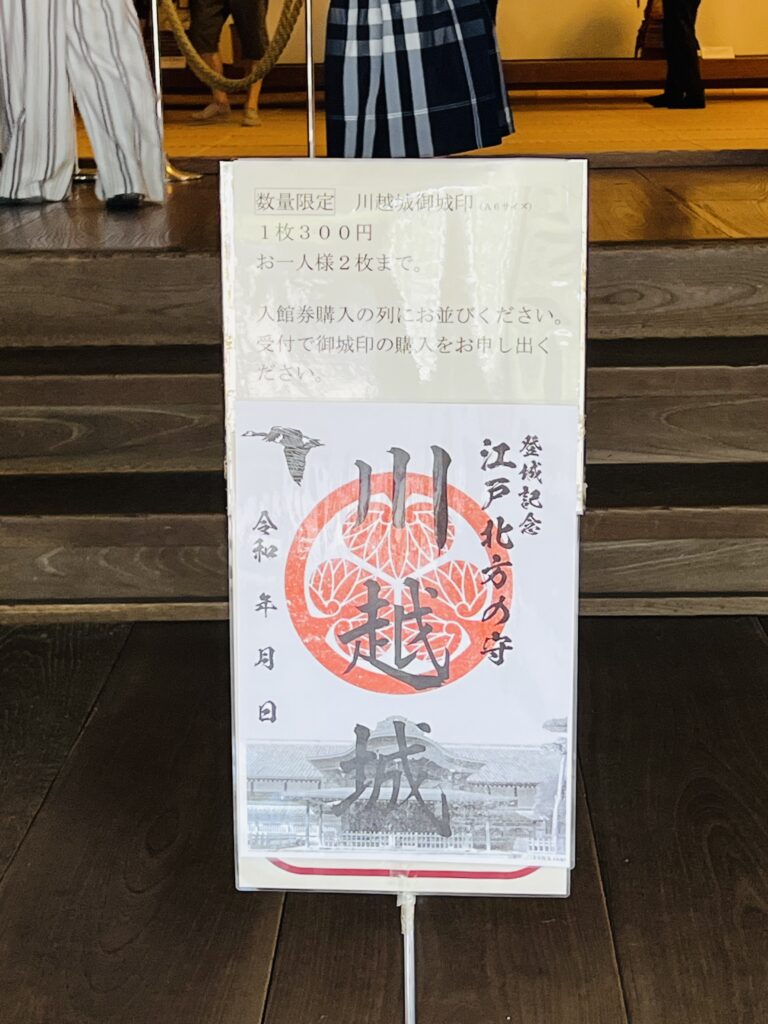 数量限定　川越城御城印（A6サイズ）
１枚３００円
お一人様２枚まで。
入館券購入の列にお並びください。
受付で御城印の購入をお申し出く
ださい。
登城記念
江戸北方の守
川越城
令和　年　月　日